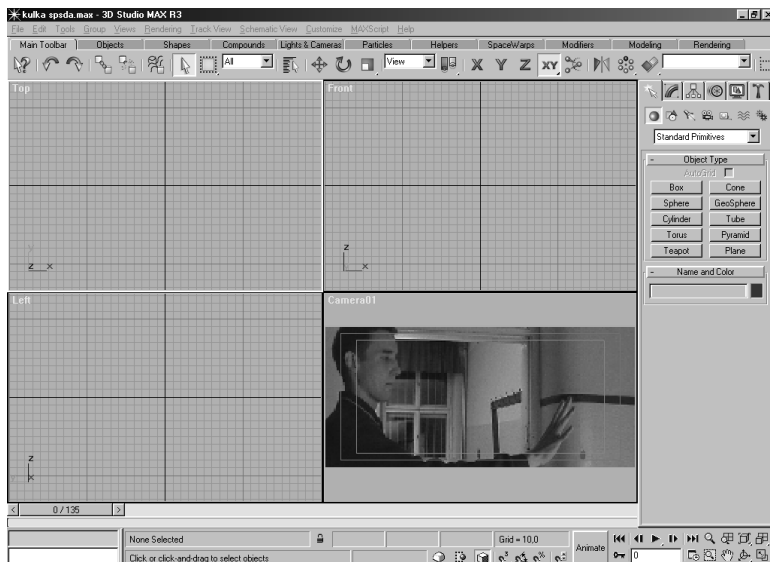 kulka spsda.max - 3D Studio MAX R3
File Edit Tools Group Views Rendering Track View Schematic View Customize MAXScript Help
Main Toolbar Objects Shapes Compounds Lights & Cameras Particles Helpers SpaceWarps Modifiers Modeling Rendering
All View X Y Z XY
Top Front
Standard Primitives
- Object Type
AutoGrid
Box Cone
Sphere GeoSphere
Cylinder Tube
Torus Pyramid
Teapot Plane
- Name and Color
z x
z x
Left Camera01
z x
< 0 / 135 >
None Selected Grid = 10,0
Animate
Click or click-and-drag to select objects 0